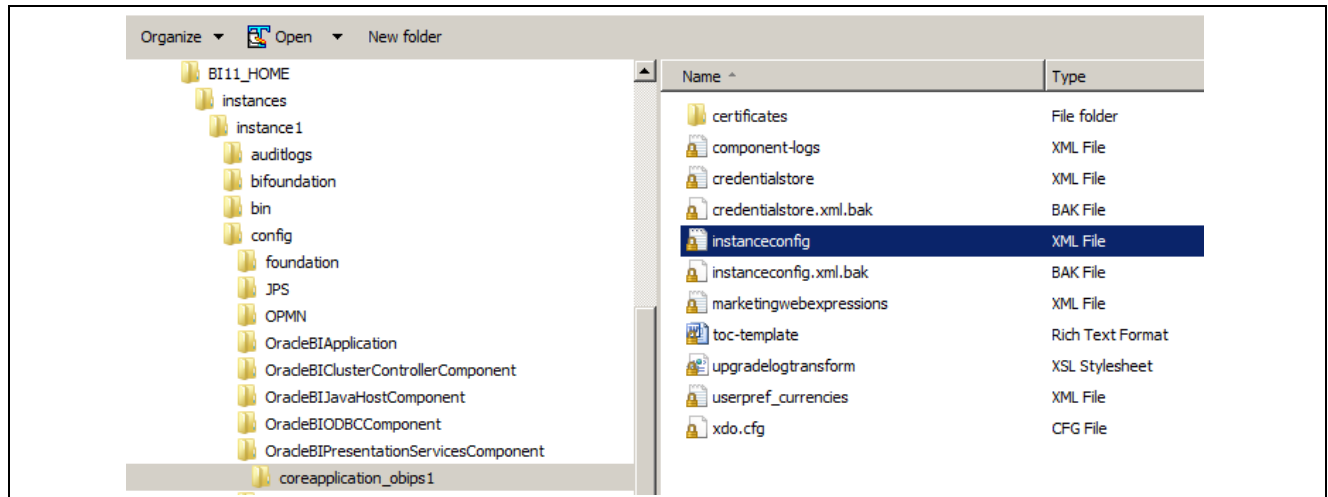 Organize Open New folder
BI11_HOME
instances
instance1
auditlogs
bifoundation
bin
config
foundation
JPS
OPMN
OracleBIApplication
OracleBIClusterControllerComponent
OracleBIJavaHostComponent
OracleBIODBCComponent
OracleBIPresentationServicesComponent
coreapplication_obips1
Name Type
certificates File folder
component-logs XML File
credentialstore XML File
credentialstore.xml.bak BAK File
instanceconfig XML File
instanceconfig.xml.bak BAK File
marketingwebexpressions XML File
toc-template Rich Text Format
upgradelogtransform XSL Stylesheet
userpref_currencies XML File
xdo.cfg CFG File